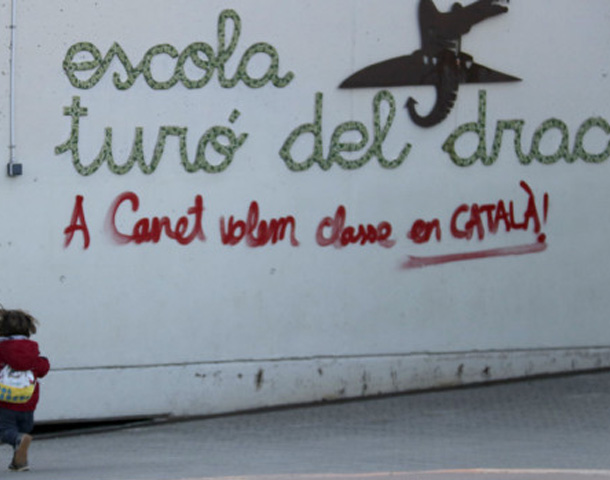 escola
turó del drac
A Canet volem classe en CATALÀ!